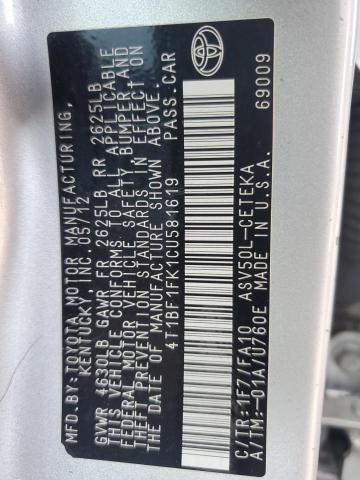 MFD.BY:TOYOTA MOTOR MANUFACTURING,
KENTUCKY, INC 05/12
GVWR 4630LB GAWR FR 2625LB RR 2625LB
THIS VEHICLE CONFORMS TO ALL APPLICABLE
FEDERAL MOTOR VEHICLE SAFETY, BUMPER, AND
THEFT PREVENTION STANDARDS IN EFFECT ON
THE DATE OF MANUFACTURE SHOWN ABOVE.
4T1BF1FK1CU581619 PASS.CAR
C/TR:1F7/FA10 ASV50L-CETEKA
A/TM:-01A/U760E MADE IN U.S.A.
69009